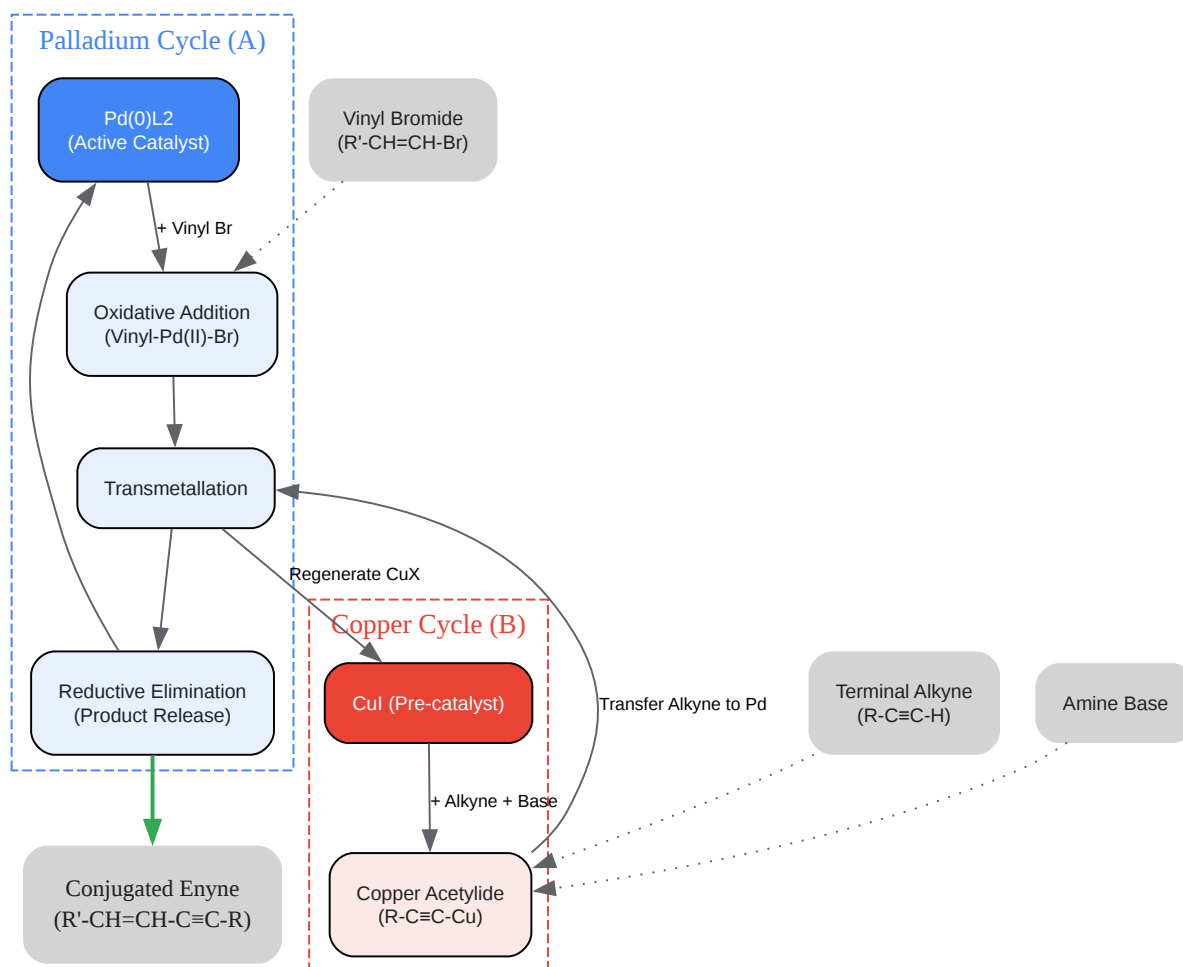 Palladium Cycle (A)
Pd(0)L2
(Active Catalyst)
Vinyl Bromide
(R'-CH=CH-Br)
+ Vinyl Br
Oxidative Addition
(Vinyl-Pd(II)-Br)
Transmetallation
Regenerate CuX
Copper Cycle (B)
Reductive Elimination
(Product Release)
CuI (Pre-catalyst)
Transfer Alkyne to Pd
Terminal Alkyne
(R-C≡C-H)
Amine Base
+ Alkyne + Base
Conjugated Enyne
(R'-CH=CH-C≡C-R)
Copper Acetylide
(R-C≡C-Cu)